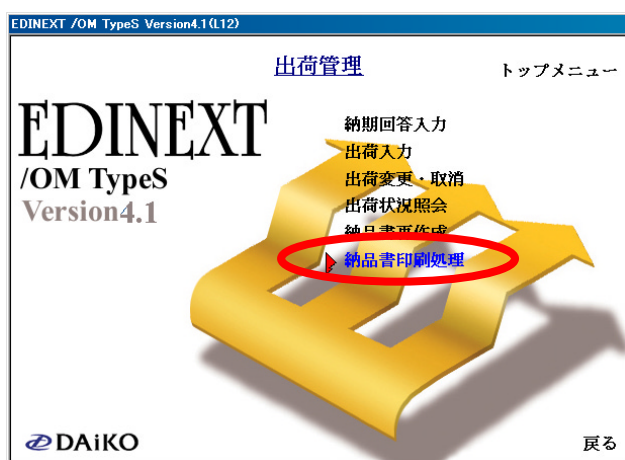 EDINEXT /OM TypeS Version4.1(L12)
出荷管理
トップメニュー
EDINEXT
/OM TypeS
Version4.1
納期回答入力
出荷入力
出荷変更・取消
出荷状況照会
納品書再作成
納品書印刷処理
DAiKO
戻る